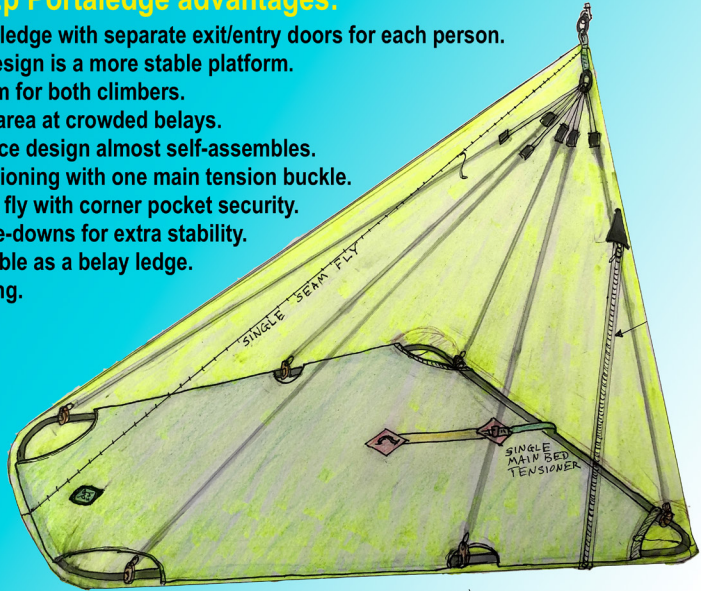 p Portaledge advantages:
ledge with separate exit/entry doors for each person.
esign is a more stable platform.
m for both climbers.
area at crowded belays.
ce design almost self-assembles.
ioning with one main tension buckle.
fly with corner pocket security.
e-downs for extra stability.
ble as a belay ledge.
ng.
SINGLE SEAM FLY
SINGLE
MAIN BED
TENSIONER